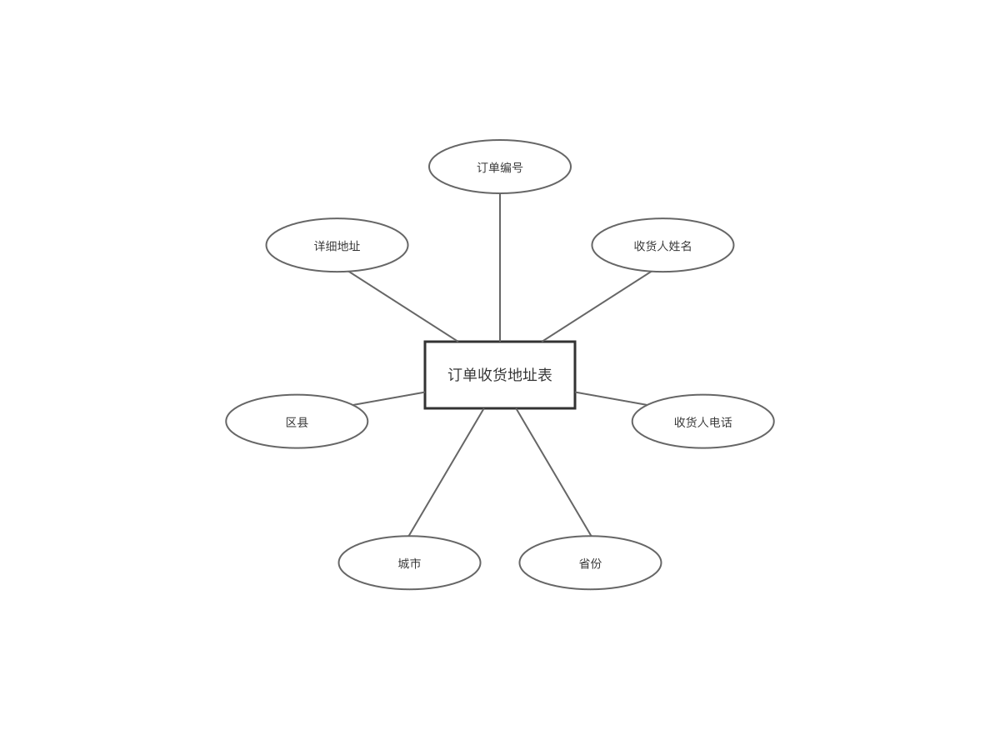 订单编号
详细地址
收货人姓名
订单收货地址表
区县
收货人电话
城市
省份